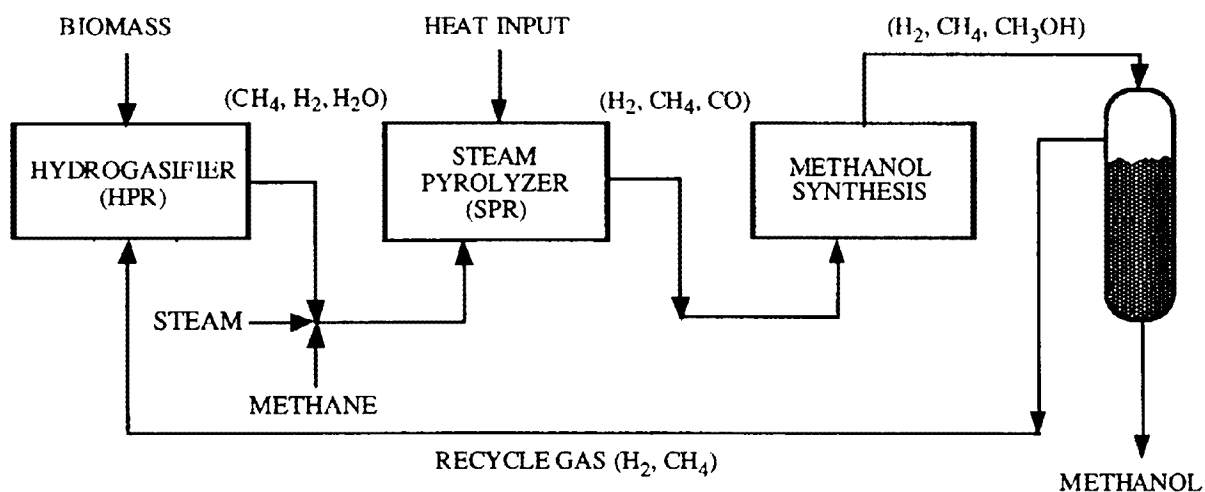 BIOMASS
HEAT INPUT
(H2, CH4, CH3OH)
(CH4, H2, H2O)
(H2, CH4, CO)
HYDROGASIFIER
(HPR)
STEAM
PYROLYZER
(SPR)
METHANOL
SYNTHESIS
STEAM
METHANE
RECYCLE GAS (H2, CH4)
METHANOL